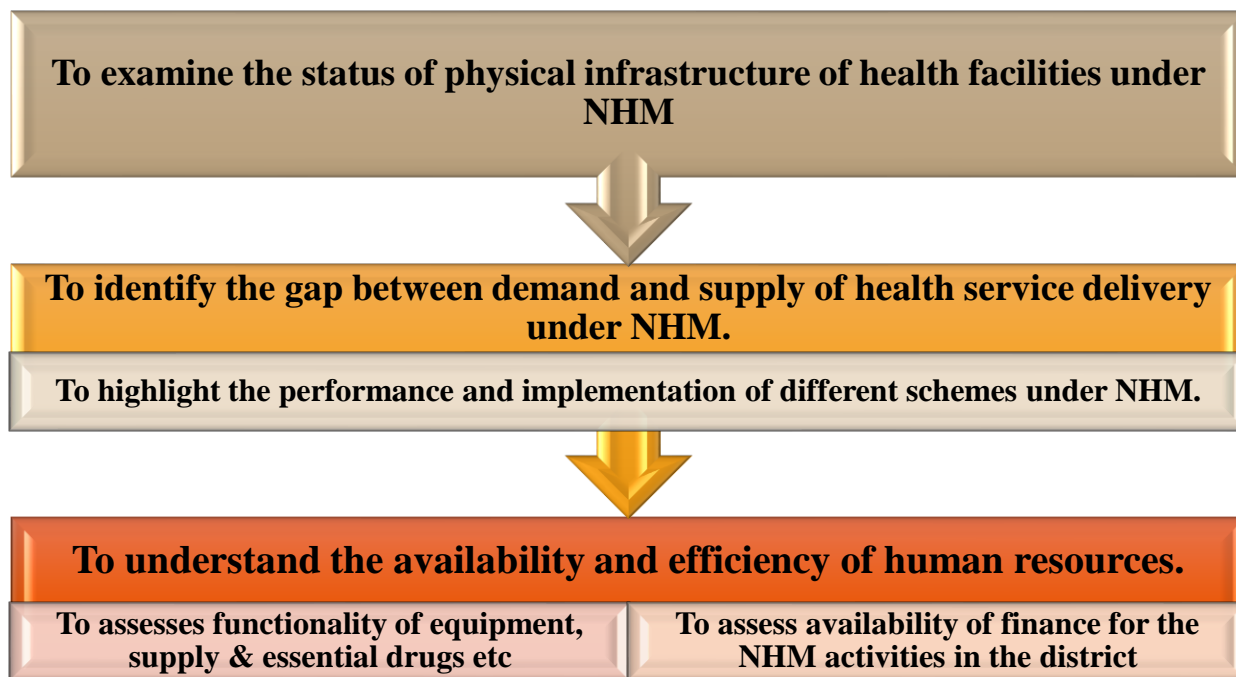 To examine the status of physical infrastructure of health facilities under
NHM
To identify the gap between demand and supply of health service delivery
under NHM.
To highlight the performance and implementation of different schemes under NHM.
To understand the availability and efficiency of human resources.
To assesses functionality of equipment,
supply & essential drugs etc
To assess availability of finance for the
NHM activities in the district